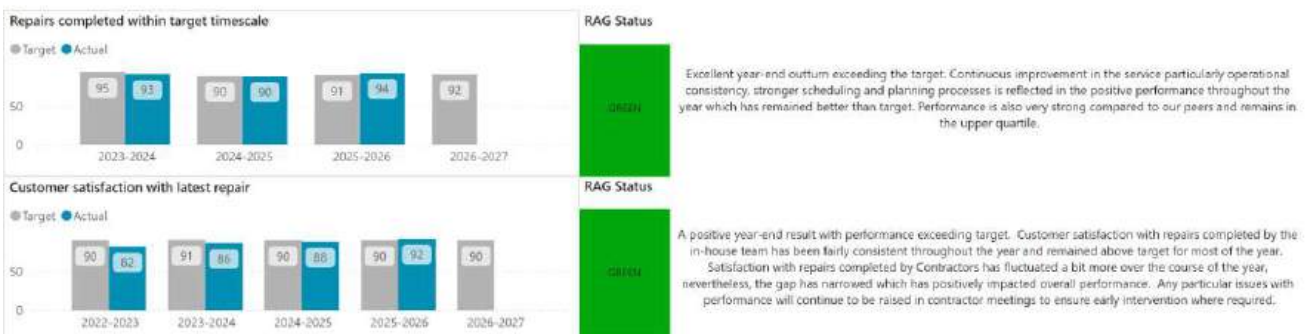 Repairs completed within target timescale
RAG Status
Target Actual
95 93 90 90 91 94 92
50
0
2023-2024 2024-2025 2025-2026 2026-2027
GREEN
Excellent year-end outturn exceeding the target. Continuous improvement in the service particularly operational
consistency, stronger scheduling and planning processes is reflected in the positive performance throughout the
year which has remained better than target. Performance is also very strong compared to our peers and remains in
the upper quartile.
Customer satisfaction with latest repair
RAG Status
Target Actual
90 82 91 86 90 88 90 92 90
50
0
2022-2023 2023-2024 2024-2025 2025-2026 2026-2027
GREEN
A positive year-end result with performance exceeding target. Customer satisfaction with repairs completed by the
in-house team has been fairly consistent throughout the year and remained above target for most of the year.
Satisfaction with repairs completed by Contractors has fluctuated a bit more over the course of the year,
nevertheless, the gap has narrowed which has positively impacted overall performance. Any particular issues with
performance will continue to be raised in contractor meetings to ensure early intervention where required.